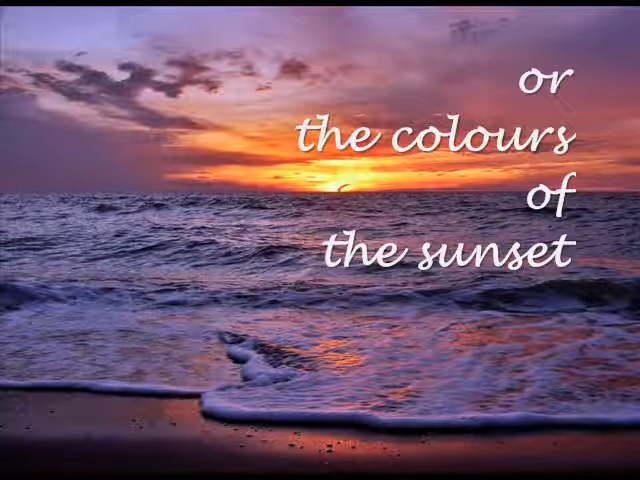 or
the colours
of
the sunset